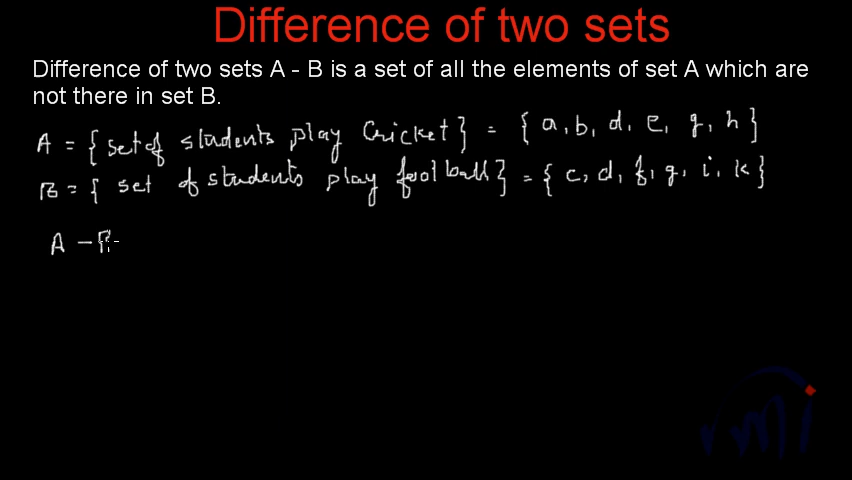 Difference of two sets
Difference of two sets A - B is a set of all the elements of set A which are
not there in set B.
A = { set of students play Cricket } = { a, b, d, e, g, h }
B = { set of students play football } = { c, d, f, g, i, k }
A - B
vmi